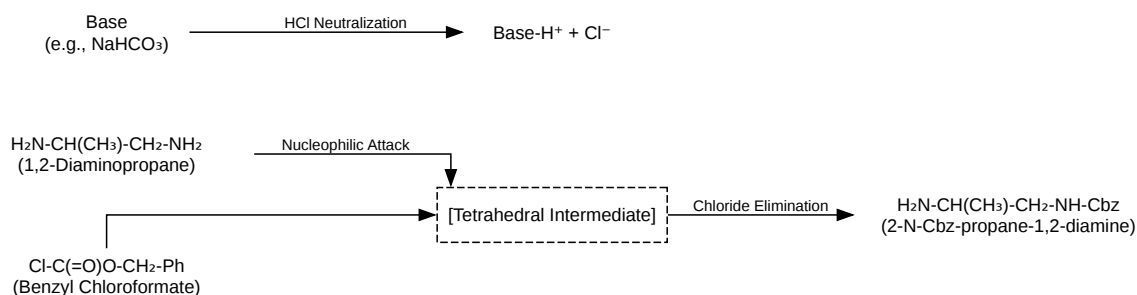 Base
(e.g., NaHCO₃)
HCl Neutralization
Base-H⁺ + Cl⁻
H₂N-CH(CH₃)-CH₂-NH₂
(1,2-Diaminopropane)
Nucleophilic Attack
[Tetrahedral Intermediate]
Chloride Elimination
H₂N-CH(CH₃)-CH₂-NH-Cbz
(2-N-Cbz-propane-1,2-diamine)
Cl-C(=O)O-CH₂-Ph
(Benzyl Chloroformate)